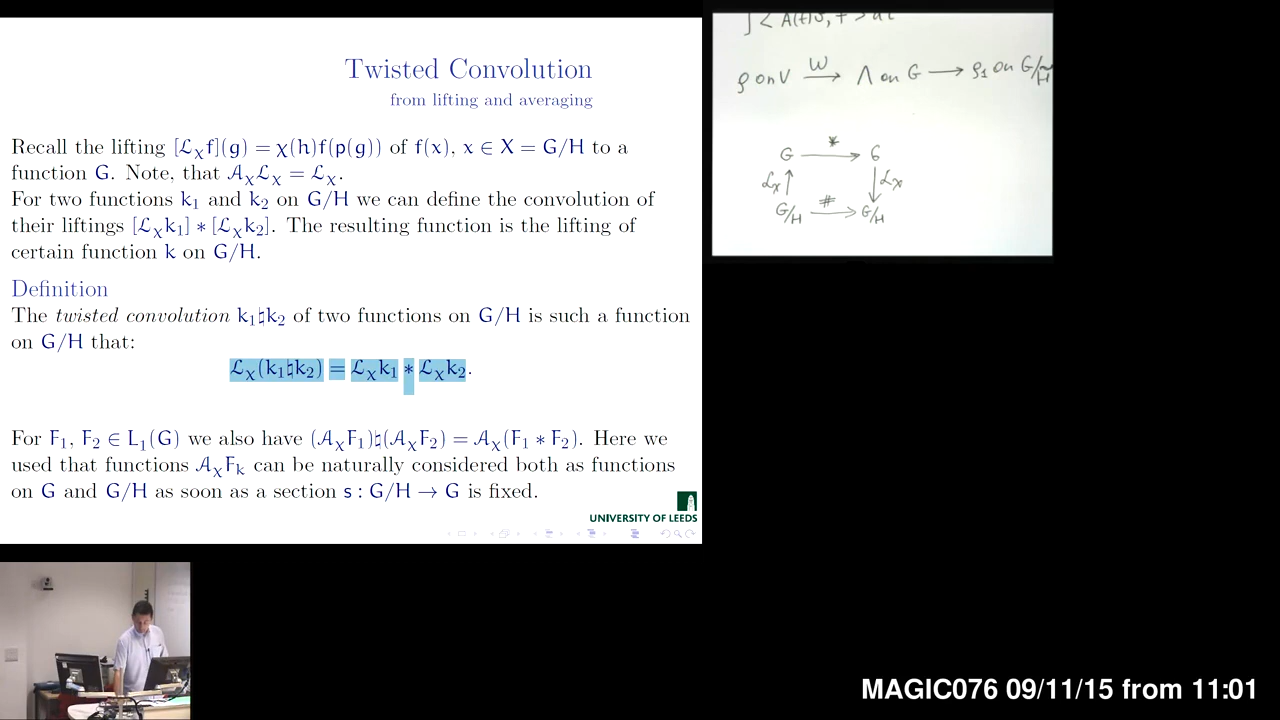 Twisted Convolution
from lifting and averaging
Recall the lifting [ℒ_χf](g) = χ(h)f(p(g)) of f(x), x ∈ X = G/H to a
function G. Note, that 𝒜_χℒ_χ = ℒ_χ.
For two functions k₁ and k₂ on G/H we can define the convolution of
their liftings [ℒ_χk₁] ∗ [ℒ_χk₂]. The resulting function is the lifting of
certain function k on G/H.
Definition
The twisted convolution k₁♮k₂ of two functions on G/H is such a function
on G/H that:
ℒ_χ(k₁♮k₂) = ℒ_χk₁ ∗ ℒ_χk₂.
For F₁, F₂ ∈ L₁(G) we also have (𝒜_χF₁)♮(𝒜_χF₂) = 𝒜_χ(F₁ ∗ F₂). Here we
used that functions 𝒜_χF_k can be naturally considered both as functions
on G and G/H as soon as a section s : G/H → G is fixed.
UNIVERSITY OF LEEDS
W
ρ on V → Λ on G → ρ₁ on G/H
*
G → G
ℒ_χ ↑ ↓ ℒ_χ
#
G/H → G/H
MAGIC076 09/11/15 from 11:01